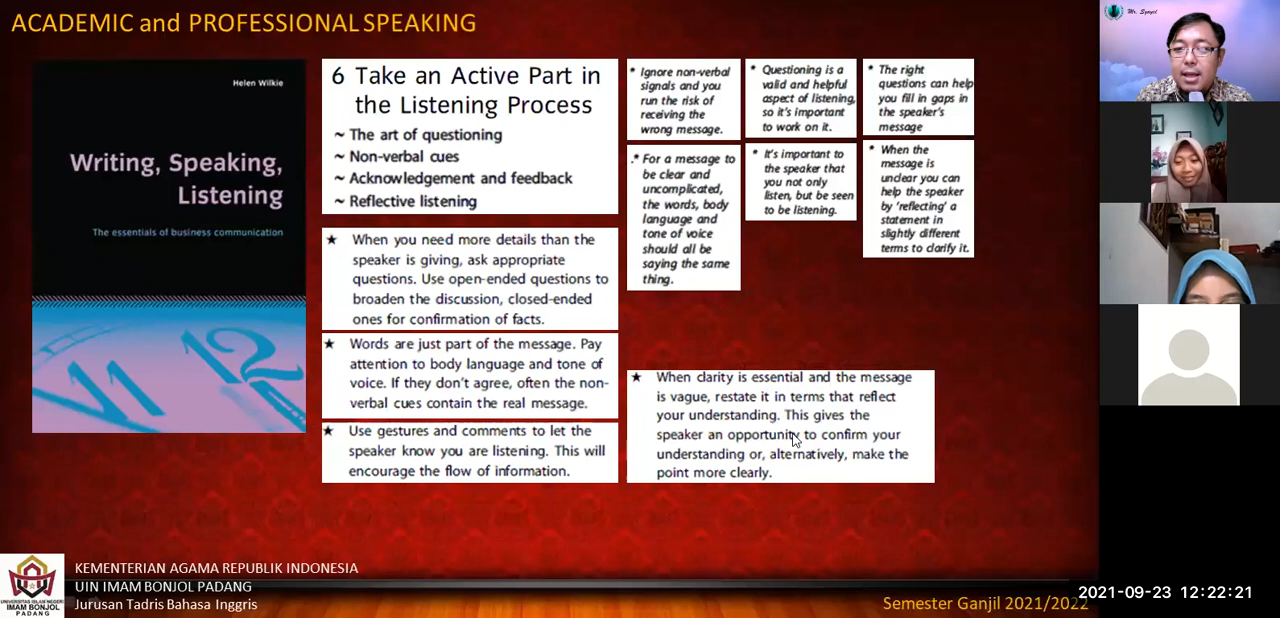 ACADEMIC and PROFESSIONAL SPEAKING
Helen Wilkie
Writing, Speaking,
Listening
The essentials of business communication
6 Take an Active Part in
the Listening Process
~ The art of questioning
~ Non-verbal cues
~ Acknowledgement and feedback
~ Reflective listening
★ When you need more details than the
speaker is giving, ask appropriate
questions. Use open-ended questions to
broaden the discussion, closed-ended
ones for confirmation of facts.
★ Words are just part of the message. Pay
attention to body language and tone of
voice. If they don't agree, often the non-
verbal cues contain the real message.
★ Use gestures and comments to let the
speaker know you are listening. This will
encourage the flow of information.
* Ignore non-verbal
signals and you
run the risk of
receiving the
wrong message.
.* For a message to
be clear and
uncomplicated,
the words, body
language and
tone of voice
should all be
saying the same
thing.
* Questioning is a
valid and helpful
aspect of listening,
so it's important
to work on it.
* It's important to
the speaker that
you not only
listen, but be seen
to be listening.
* The right
questions can help
you fill in gaps in
the speaker's
message
* When the
message is
unclear you can
help the speaker
by 'reflecting' a
statement in
slightly different
terms to clarify it.
★ When clarity is essential and the message
is vague, restate it in terms that reflect
your understanding. This gives the
speaker an opportunity to confirm your
understanding or, alternatively, make the
point more clearly.
UNIVERSITAS ISLAM NEGERI
IMAM BONJOL
PADANG
KEMENTERIAN AGAMA REPUBLIK INDONESIA
UIN IMAM BONJOL PADANG
Jurusan Tadris Bahasa Inggris
Semester Ganjil 2021/2022
Mr. Syayel
2021-09-23 12:22:21